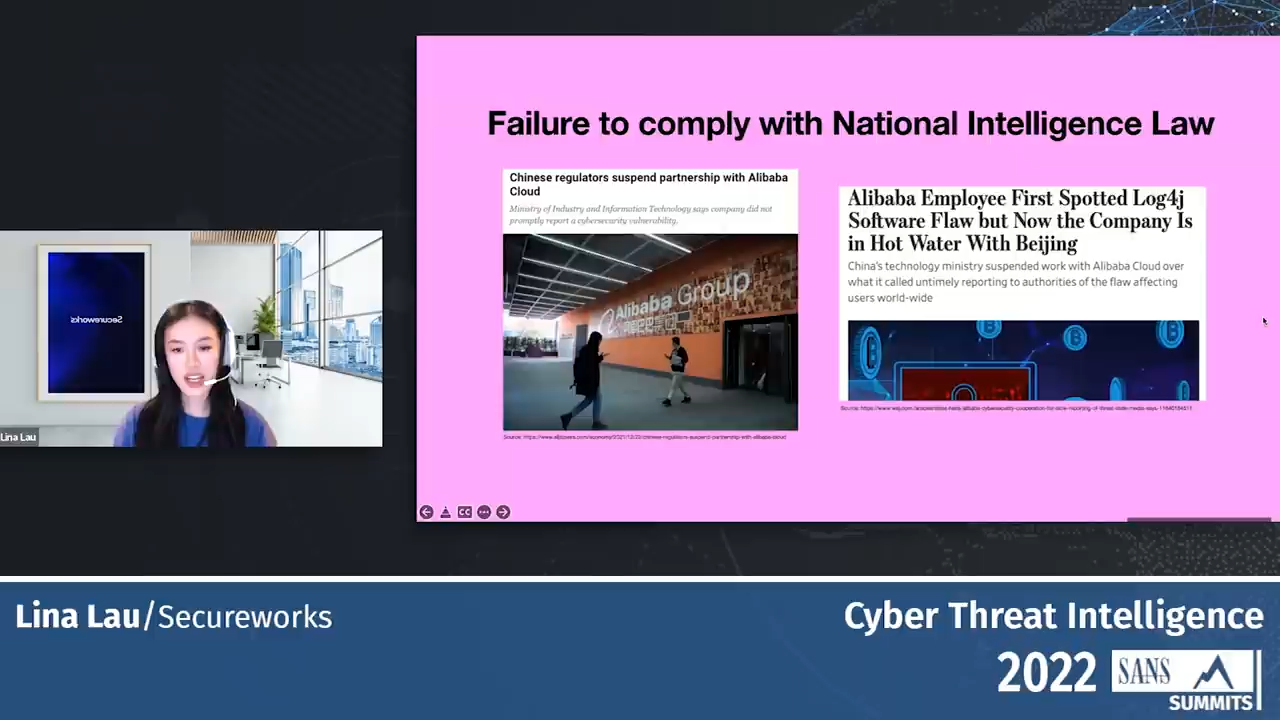 Failure to comply with National Intelligence Law
Chinese regulators suspend partnership with Alibaba
Cloud
Ministry of Industry and Information Technology says company did not
promptly report a cybersecurity vulnerability.
Alibaba Group
Alibaba Employee First Spotted Log4j
Software Flaw but Now the Company Is
in Hot Water With Beijing
China's technology ministry suspended work with Alibaba Cloud over
what it called untimely reporting to authorities of the flaw affecting
users world-wide
Secureworks
Lina Lau
CC
Lina Lau/Secureworks
Cyber Threat Intelligence
2022
SANS
SUMMITS